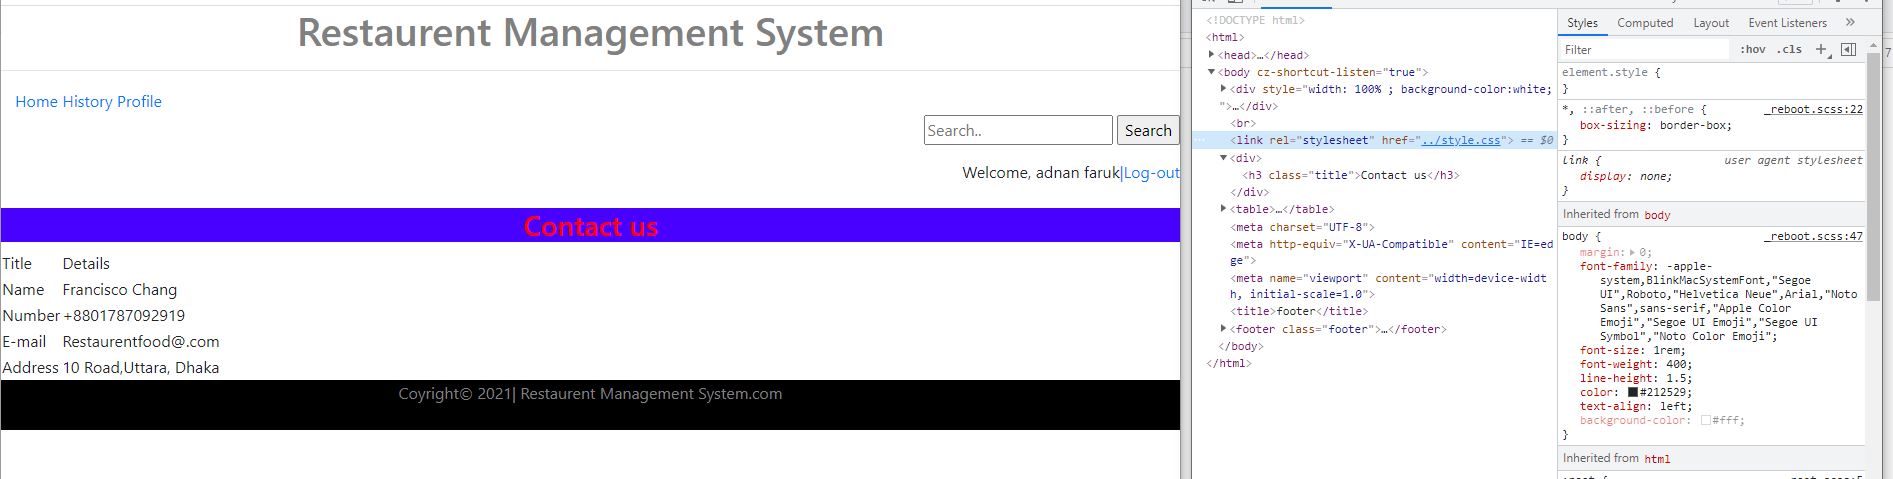 Restaurent Management System
Home History Profile
Search..
Search
Welcome, adnan faruk|Log-out
Contact us
Title Details
Name Francisco Chang
Number +8801787092919
E-mail Restaurentfood@.com
Address 10 Road,Uttara, Dhaka
Coyright© 2021| Restaurent Management System.com
<!DOCTYPE html>
<html>
<head>…</head>
<body cz-shortcut-listen="true">
<div style="width: 100% ; background-color:white;
">…</div>
<br>
<link rel="stylesheet" href="../style.css"> == $0
<div>
<h3 class="title">Contact us</h3>
</div>
<table>…</table>
<meta charset="UTF-8">
<meta http-equiv="X-UA-Compatible" content="IE=ed
ge">
<meta name="viewport" content="width=device-widt
h, initial-scale=1.0">
<title>footer</title>
<footer class="footer">…</footer>
</body>
</html>
Styles Computed Layout Event Listeners »
Filter :hov .cls +
element.style {
}
*, ::after, ::before { _reboot.scss:22
box-sizing: border-box;
}
link { user agent stylesheet
display: none;
}
Inherited from body
body { _reboot.scss:47
margin: 0;
font-family: -apple-
system,BlinkMacSystemFont,"Segoe
UI",Roboto,"Helvetica Neue",Arial,"Noto
Sans",sans-serif,"Apple Color
Emoji","Segoe UI Emoji","Segoe UI
Symbol","Noto Color Emoji";
font-size: 1rem;
font-weight: 400;
line-height: 1.5;
color: #212529;
text-align: left;
background-color: #fff;
}
Inherited from html
7